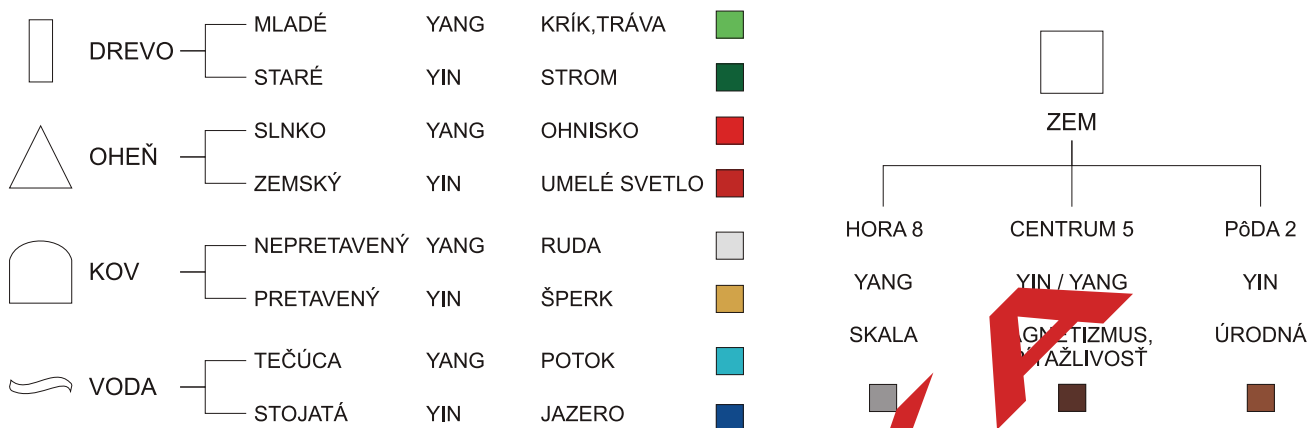 DREVO
MLADÉ YANG KRÍK,TRÁVA
STARÉ YIN STROM
OHEŇ
SLNKO YANG OHNISKO
ZEMSKÝ YIN UMELÉ SVETLO
KOV
NEPRETAVENÝ YANG RUDA
PRETAVENÝ YIN ŠPERK
VODA
TEČÚCA YANG POTOK
STOJATÁ YIN JAZERO
ZEM
HORA 8 CENTRUM 5 PôDA 2
YANG YIN / YANG YIN
SKALA ÚRODNÁ